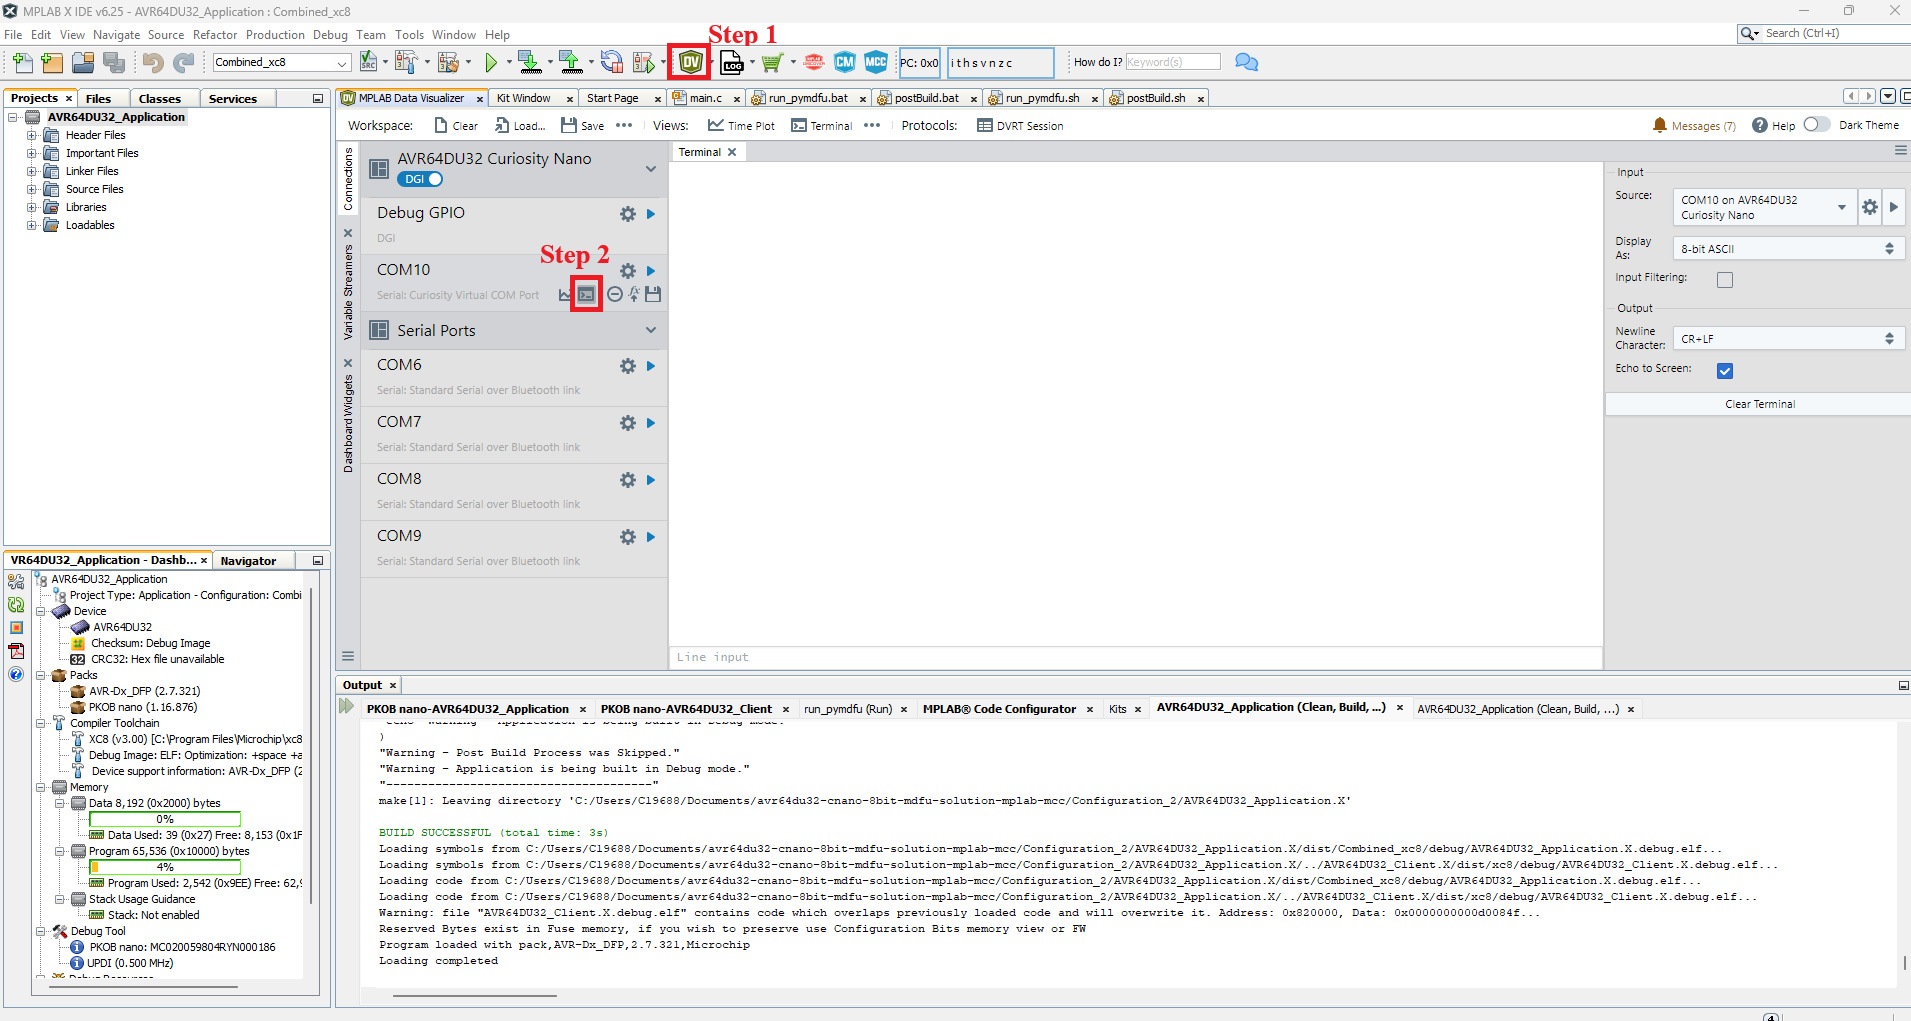 MPLAB X IDE v6.25 - AVR64DU32_Application : Combined_xc8
File Edit View Navigate Source Refactor Production Debug Team Tools Window Help
Step 1
Search (Ctrl+I)
Combined_xc8
SRC
DV
LOG
CM
MCC
PC: 0x0
i t h s v n z c
How do I? Keyword(s)
Projects
Files
Classes
Services
AVR64DU32_Application
Header Files
Important Files
Linker Files
Source Files
Libraries
Loadables
MPLAB Data Visualizer
Kit Window
Start Page
main.c
run_pymdfu.bat
postBuild.bat
run_pymdfu.sh
postBuild.sh
Workspace: Clear Load... Save Views: Time Plot Terminal Protocols: DVRT Session
Messages (7) Help Dark Theme
Connections
Variable Streamers
Dashboard Widgets
AVR64DU32 Curiosity Nano
DGI
Debug GPIO
DGI
Step 2
COM10
Serial: Curiosity Virtual COM Port
Serial Ports
COM6
Serial: Standard Serial over Bluetooth link
COM7
Serial: Standard Serial over Bluetooth link
COM8
Serial: Standard Serial over Bluetooth link
COM9
Serial: Standard Serial over Bluetooth link
Terminal
Line input
Input
Source: COM10 on AVR64DU32
Curiosity Nano
Display
As: 8-bit ASCII
Input Filtering:
Output
Newline
Character: CR+LF
Echo to Screen:
Clear Terminal
VR64DU32_Application - Dashb...
Navigator
AVR64DU32_Application
Project Type: Application - Configuration: Combi
Device
AVR64DU32
Checksum: Debug Image
32 CRC32: Hex file unavailable
Packs
AVR-Dx_DFP (2.7.321)
PKOB nano (1.16.876)
Compiler Toolchain
XC8 (v3.00) [C:\Program Files\Microchip\xc8
Debug Image: ELF: Optimization: +space +a
Device support information: AVR-Dx_DFP (2
Memory
Data 8,192 (0x2000) bytes
0%
Data Used: 39 (0x27) Free: 8,153 (0x1F
Program 65,536 (0x10000) bytes
4%
Program Used: 2,542 (0x9EE) Free: 62,9
Stack Usage Guidance
Stack: Not enabled
Debug Tool
PKOB nano: MC020059804RYN000186
UPDI (0.500 MHz)
Output
PKOB nano-AVR64DU32_Application
PKOB nano-AVR64DU32_Client
run_pymdfu (Run)
MPLAB® Code Configurator
Kits
AVR64DU32_Application (Clean, Build, ...)
AVR64DU32_Application (Clean, Build, ...)
)
"Warning - Post Build Process was Skipped."
"Warning - Application is being built in Debug mode."
"--------------------------------------"
make[1]: Leaving directory 'C:/Users/C19688/Documents/avr64du32-cnano-8bit-mdfu-solution-mplab-mcc/Configuration_2/AVR64DU32_Application.X'
BUILD SUCCESSFUL (total time: 3s)
Loading symbols from C:/Users/C19688/Documents/avr64du32-cnano-8bit-mdfu-solution-mplab-mcc/Configuration_2/AVR64DU32_Application.X/dist/Combined_xc8/debug/AVR64DU32_Application.X.debug.elf...
Loading symbols from C:/Users/C19688/Documents/avr64du32-cnano-8bit-mdfu-solution-mplab-mcc/Configuration_2/AVR64DU32_Application.X/../AVR64DU32_Client.X/dist/xc8/debug/AVR64DU32_Client.X.debug.elf...
Loading code from C:/Users/C19688/Documents/avr64du32-cnano-8bit-mdfu-solution-mplab-mcc/Configuration_2/AVR64DU32_Application.X/dist/Combined_xc8/debug/AVR64DU32_Application.X.debug.elf...
Loading code from C:/Users/C19688/Documents/avr64du32-cnano-8bit-mdfu-solution-mplab-mcc/Configuration_2/AVR64DU32_Application.X/../AVR64DU32_Client.X/dist/xc8/debug/AVR64DU32_Client.X.debug.elf...
Warning: file "AVR64DU32_Client.X.debug.elf" contains code which overlaps previously loaded code and will overwrite it. Address: 0x820000, Data: 0x0000000000d0084f...
Reserved Bytes exist in Fuse memory, if you wish to preserve use Configuration Bits memory view or FW
Program loaded with pack,AVR-Dx_DFP,2.7.321,Microchip
Loading completed